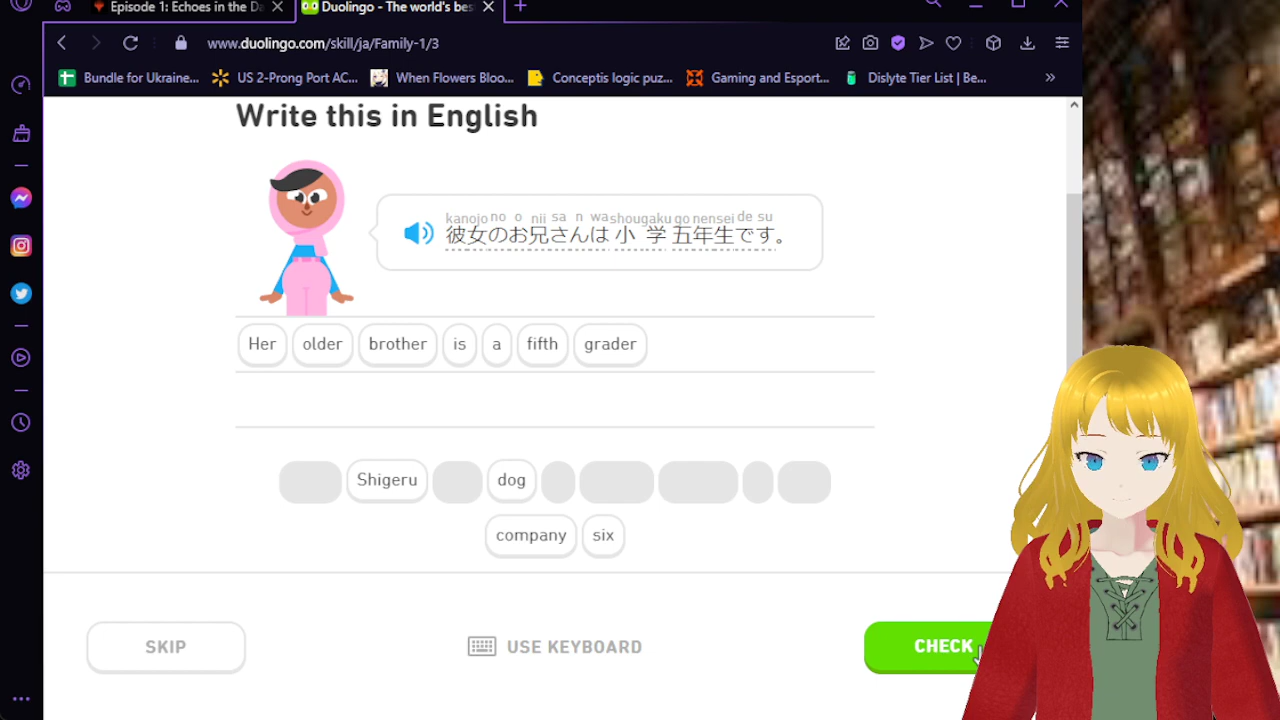 Episode 1: Echoes in the Da
Duolingo - The world's bes
www.duolingo.com/skill/ja/Family-1/3
Bundle for Ukraine...
US 2-Prong Port AC...
When Flowers Bloo...
Conceptis logic puz...
Gaming and Esport...
Dislyte Tier List | Be...
Write this in English
kanojo no o nii sa n wa shougaku go nensei de su
彼女のお兄さんは 小 学 五年生です。
Her older brother is a fifth grader
Shigeru dog
company six
SKIP
USE KEYBOARD
CHECK